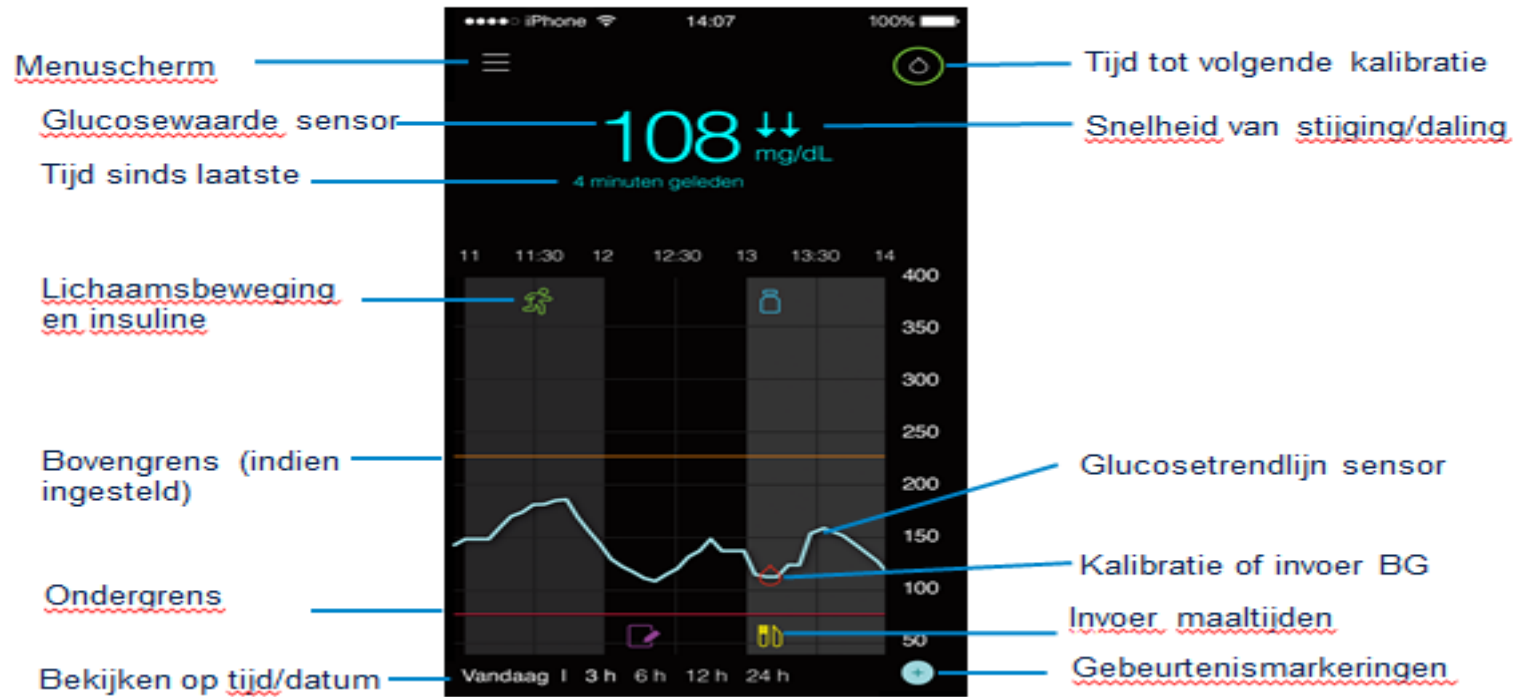 iPhone 14:07 100%
Menuscherm
Tijd tot volgende kalibratie
Glucosewaarde sensor
108 mg/dL
Snelheid van stijging/daling
Tijd sinds laatste
4 minuten geleden
11 11:30 12 12:30 13 13:30 14
400
Lichaamsbeweging
en insuline
350
300
250
Bovengrens (indien
ingesteld)
Glucosetrendlijn sensor
200
150
Kalibratie of invoer BG
100
Ondergrens
Invoer maaltijden
50
Bekijken op tijd/datum
Vandaag | 3 h 6 h 12 h 24 h
Gebeurtenismarkeringen